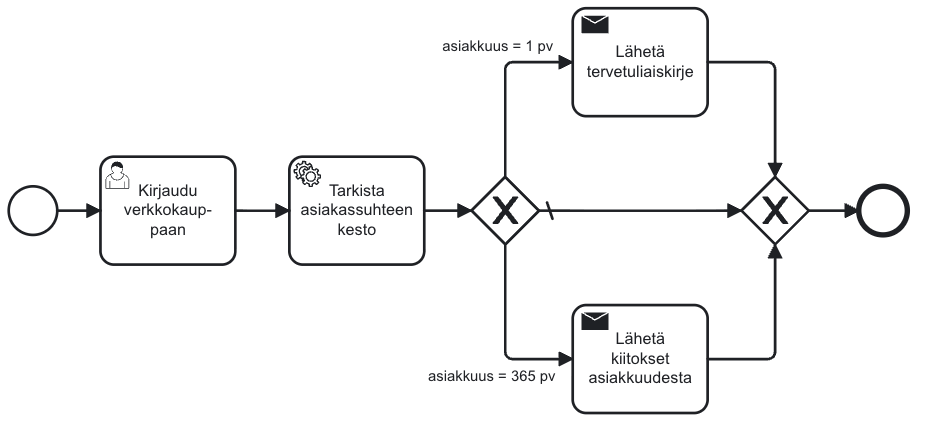 asiakkuus = 1 pv
Lähetä
tervetuliaiskirje
Kirjaudu
verkkokaup-
paan
Tarkista
asiakassuhteen
kesto
Lähetä
kiitokset
asiakkuudesta
asiakkuus = 365 pv